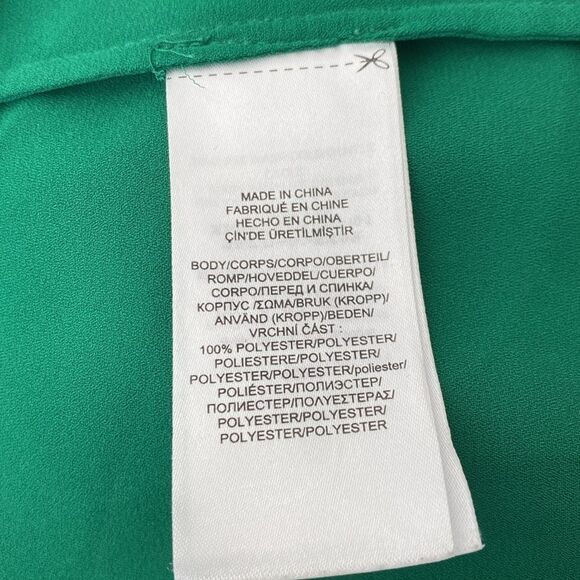 MADE IN CHINA
FABRIQUÉ EN CHINE
HECHO EN CHINA
ÇİN'DE ÜRETİLMİŞTİR
BODY/CORPS/CORPO/OBERTEIL/
ROMP/HOVEDDEL/CUERPO/
CORPO/ПЕРЕД И СПИНКА/
КОРПУС /ΣΩΜΑ/BRUK (KROPP)/
ANVÄND (KROPP)/BEDEN/
VRCHNÍ ČÁST :
100% POLYESTER/POLYESTER/
POLIESTERE/POLYESTER/
POLYESTER/POLYESTER/poliester/
POLIÉSTER/ПОЛИЭСТЕР/
ПОЛИЕСТЕР/ΠΟΛΥΕΣΤΕΡΑΣ/
POLYESTER/POLYESTER/
POLYESTER/POLYESTER